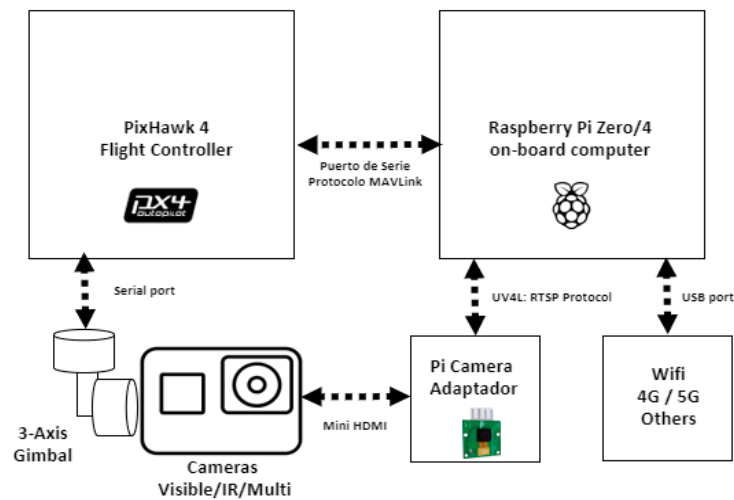 PixHawk 4
Flight Controller
px4
autopilot
Raspberry Pi Zero/4
on-board computer
Puerto de Serie
Protocolo MAVLink
Serial port
UV4L: RTSP Protocol
USB port
Pi Camera
Adaptador
Wifi
4G / 5G
Others
Mini HDMI
3-Axis
Gimbal
Cameras
Visible/IR/Multi